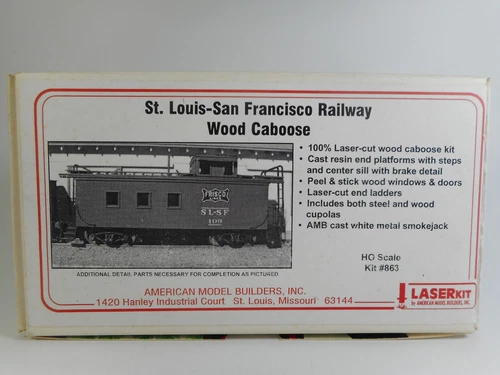 St. Louis-San Francisco Railway
Wood Caboose
FRISCO
LINES
SL-SF
109
• 100% Laser-cut wood caboose kit
• Cast resin end platforms with steps
and center sill with brake detail
• Peel & stick wood windows & doors
• Laser-cut end ladders
• Includes both steel and wood
cupolas
• AMB cast white metal smokejack
HO Scale
Kit #863
ADDITIONAL DETAIL PARTS NECESSARY FOR COMPLETION AS PICTURED
AMERICAN MODEL BUILDERS, INC.
1420 Hanley Industrial Court St. Louis, Missouri 63144
LASERKIT
by AMERICAN MODEL BUILDERS, INC.